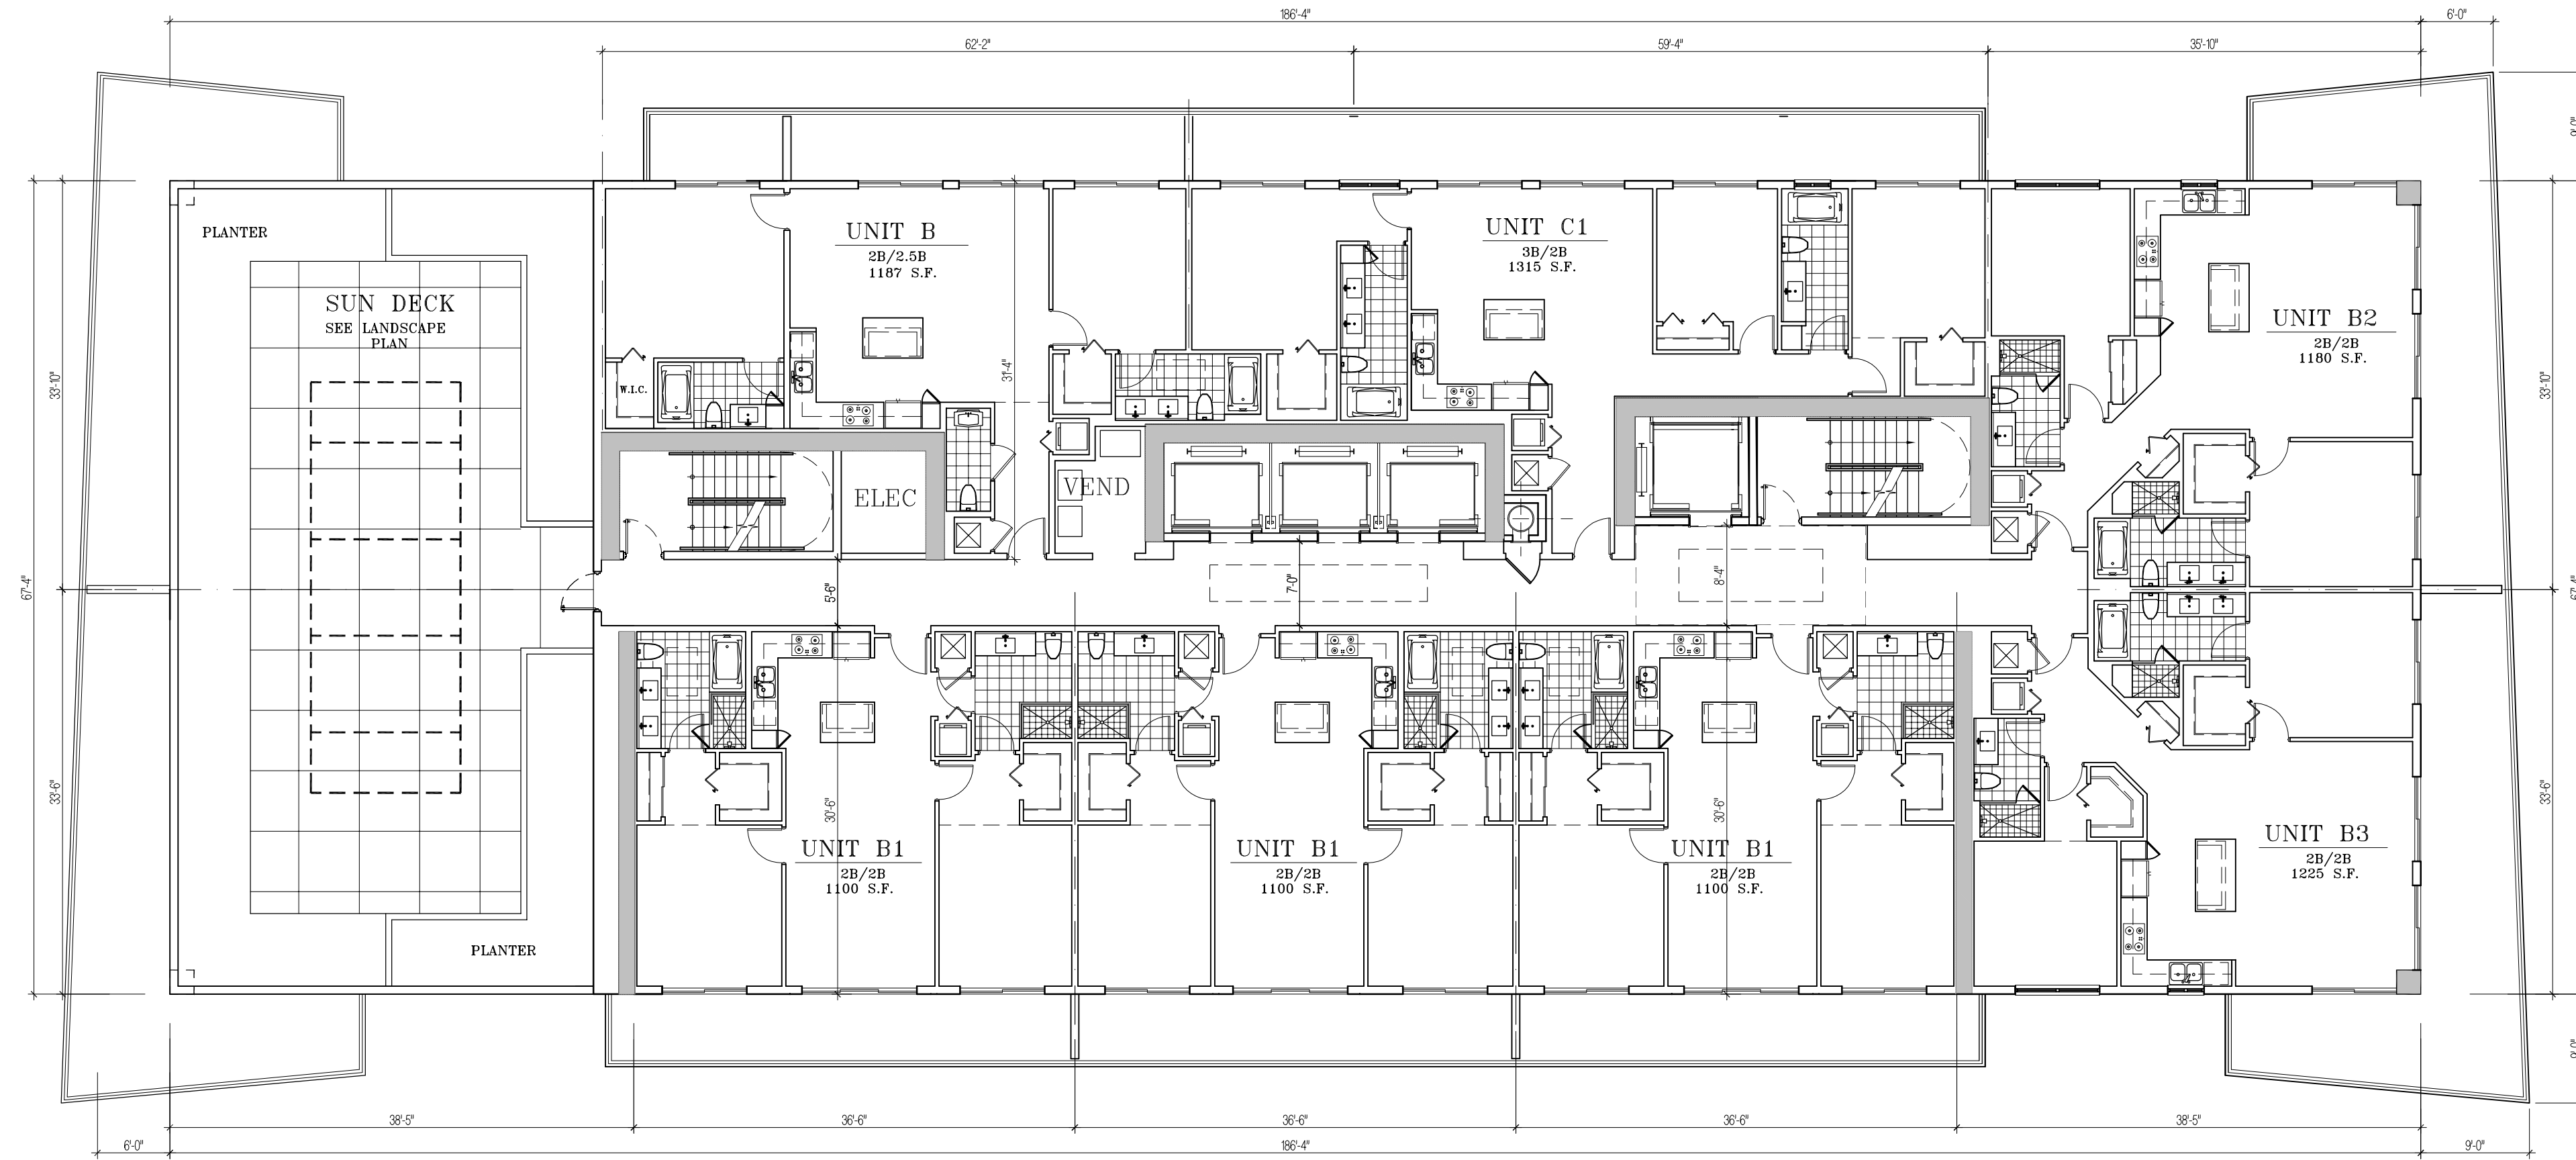 186'-4"
6'-0"
62'-2"
59'-4"
35'-10"
9'-0"
PLANTER
UNIT B
2B/2.5B
1187 S.F.
UNIT C1
3B/2B
1315 S.F.
SUN DECK
SEE LANDSCAPE
PLAN
UNIT B2
2B/2B
1180 S.F.
33'-10"
W.I.C.
31'-4"
33'-10"
ELEC
VEND
67'-4"
5'-6"
7'-0"
8'-4"
67'-4"
33'-6"
30'-6"
30'-6"
33'-6"
UNIT B1
2B/2B
1100 S.F.
UNIT B1
2B/2B
1100 S.F.
UNIT B1
2B/2B
1100 S.F.
UNIT B3
2B/2B
1225 S.F.
PLANTER
9'-0"
38'-5"
36'-6"
36'-6"
36'-6"
38'-5"
6'-0"
186'-4"
9'-0"